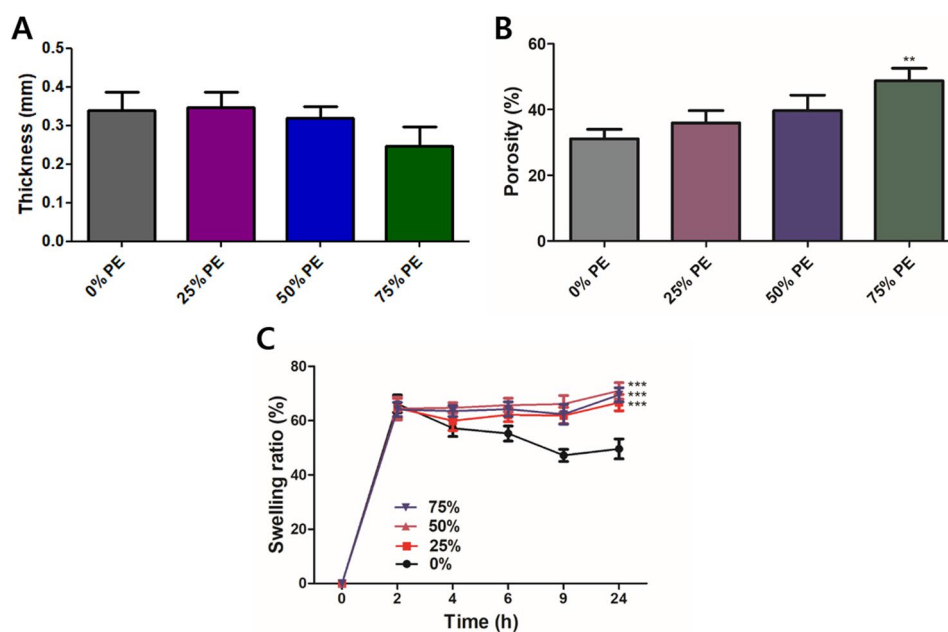 A
Thickness (mm)
0.5
0.4
0.3
0.2
0.1
0.0
0% PE
25% PE
50% PE
75% PE
B
Porosity (%)
60
40
20
0
**
0% PE
25% PE
50% PE
75% PE
C
Swelling ratio (%)
80
60
40
20
0
***
***
***
75%
50%
25%
0%
0 2 4 6 9 24
Time (h)